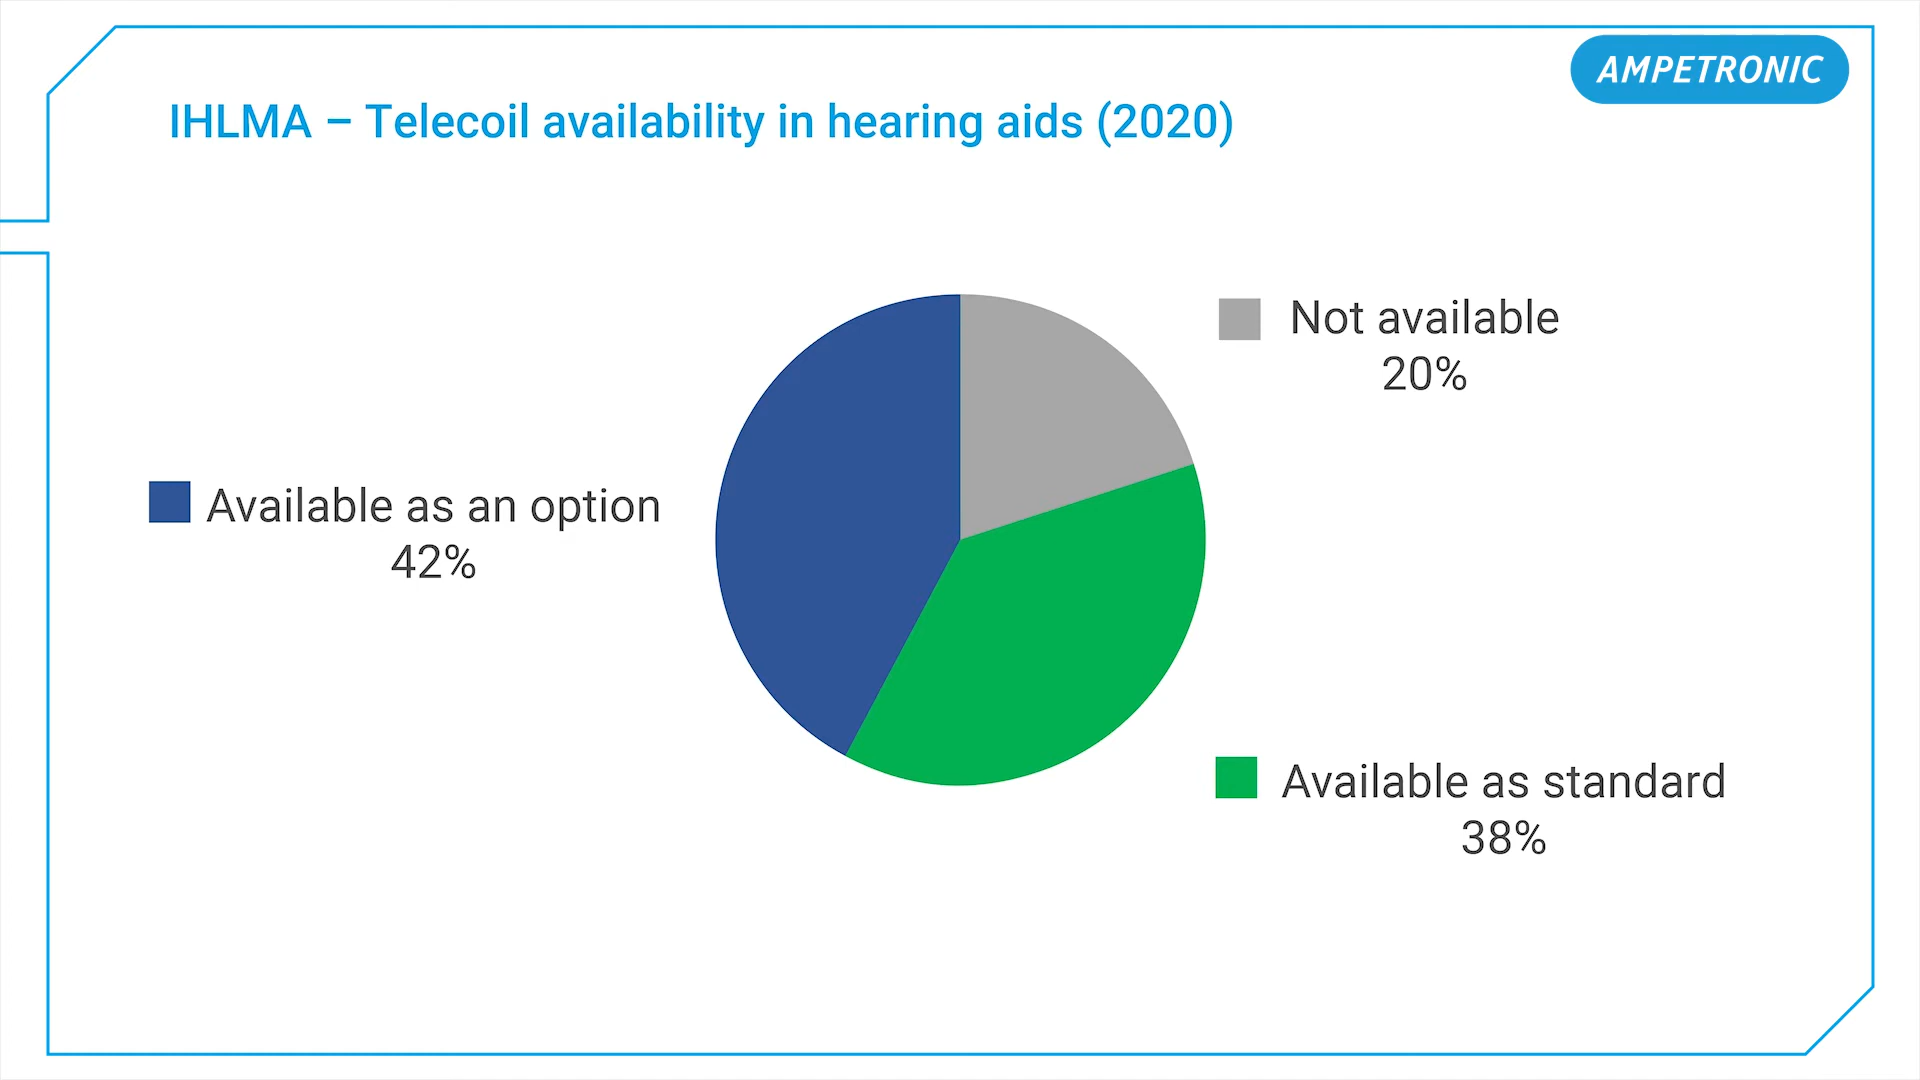 AMPETRONIC
IHLMA – Telecoil availability in hearing aids (2020)
Not available
20%
Available as an option
42%
Available as standard
38%